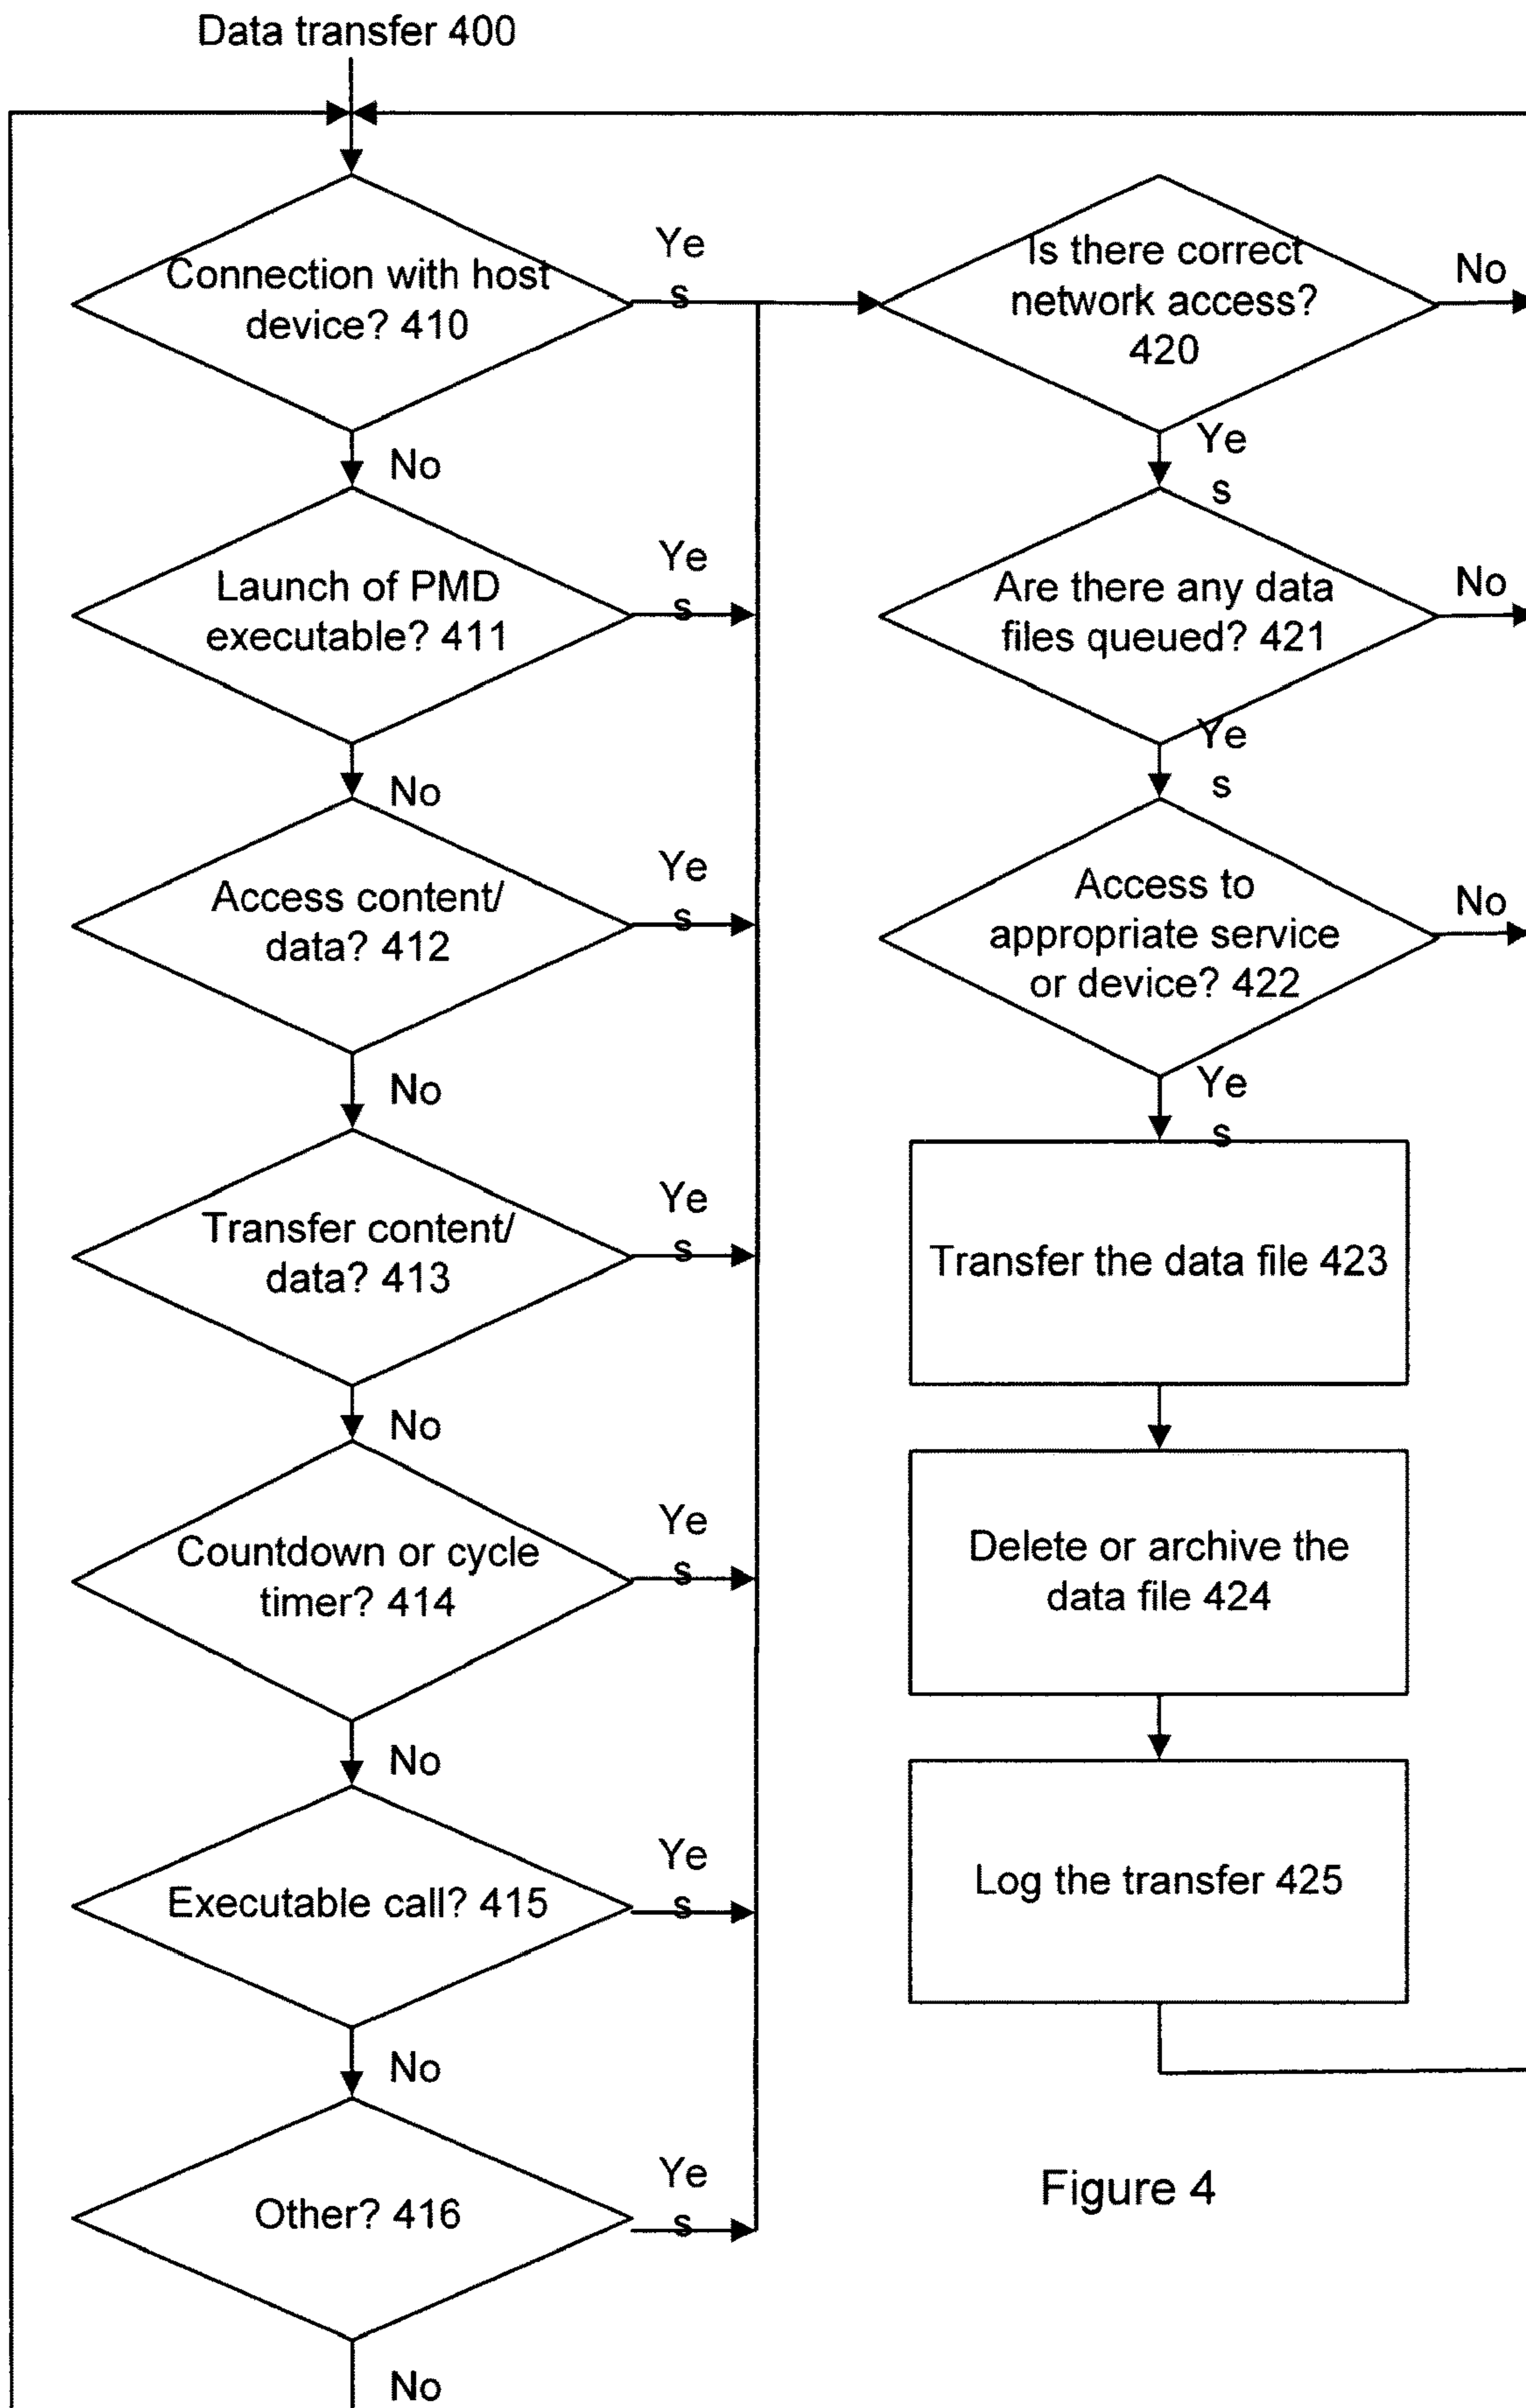 Data transfer 400
Connection with host
device? 410
Ye
s
No
Launch of PMD
executable? 411
Ye
s
No
Access content/
data? 412
Ye
s
No
Transfer content/
data? 413
Ye
s
No
Countdown or cycle
timer? 414
Ye
s
No
Executable call? 415
Ye
s
No
Other? 416
Ye
s
No
Is there correct
network access?
420
No
Ye
s
Are there any data
files queued? 421
No
Ye
s
Access to
appropriate service
or device? 422
No
Ye
s
Transfer the data file 423
Delete or archive the
data file 424
Log the transfer 425
Figure 4